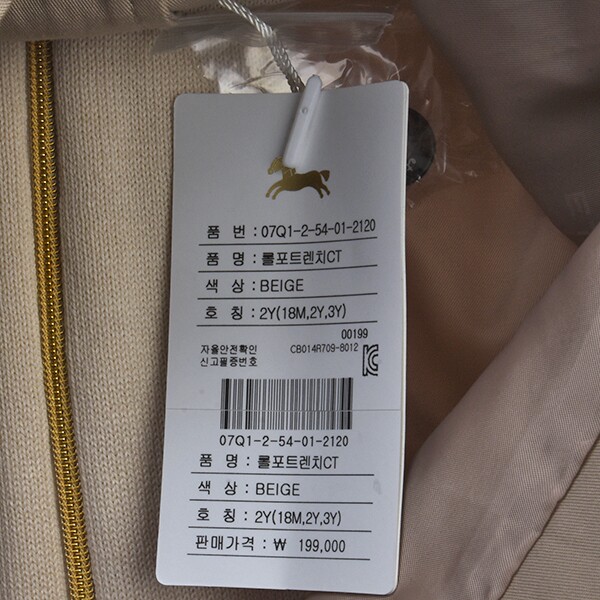 품 번 : 07Q1-2-54-01-2120
품 명 : 롤포트렌치CT
색 상 : BEIGE
호 칭 : 2Y(18M,2Y,3Y)
00199
자율안전확인 CB014R709-8012
신고필증번호
07Q1-2-54-01-2120
품 명 : 롤포트렌치CT
색 상 : BEIGE
호 칭 : 2Y(18M,2Y,3Y)
판매가격 : ₩ 199,000